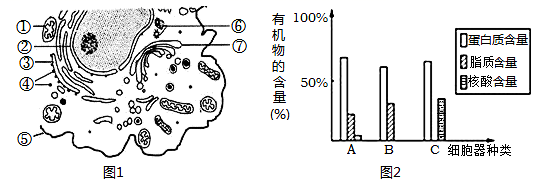 ①
②
③
④
⑤
⑥
⑦
图1
有机物的含量(%)
100%
50%
蛋白质含量
脂质含量
核酸含量
A B C 细胞器种类
图2